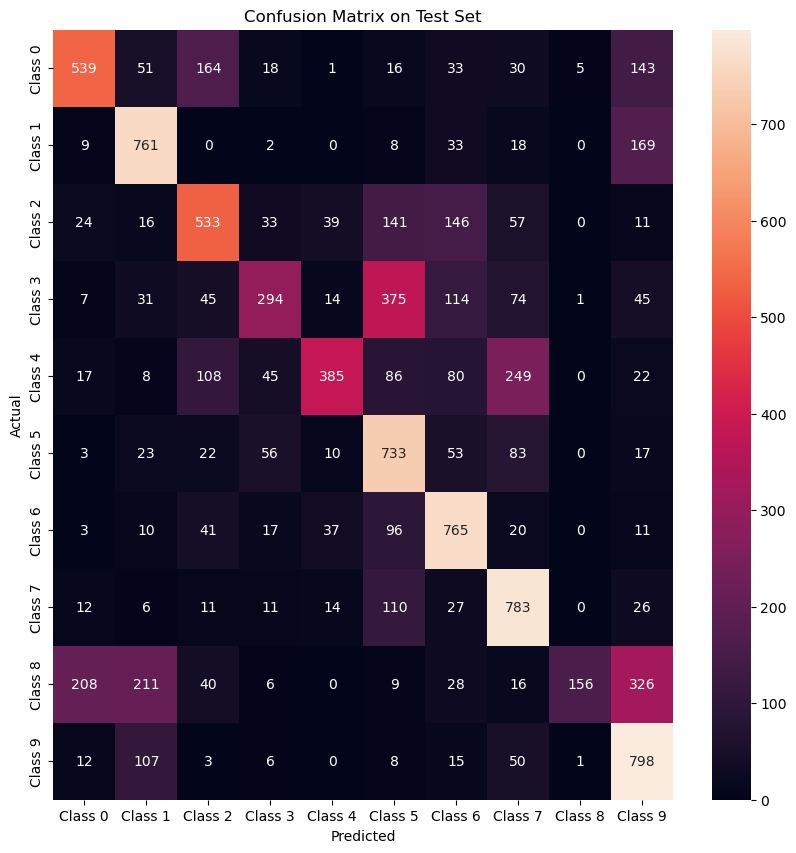 Confusion Matrix on Test Set
Class 0 539 51 164 18 1 16 33 30 5 143
Class 1 9 761 0 2 0 8 33 18 0 169
Class 2 24 16 533 33 39 141 146 57 0 11
Class 3 7 31 45 294 14 375 114 74 1 45
Class 4 17 8 108 45 385 86 80 249 0 22
Class 5 3 23 22 56 10 733 53 83 0 17
Class 6 3 10 41 17 37 96 765 20 0 11
Class 7 12 6 11 11 14 110 27 783 0 26
Class 8 208 211 40 6 0 9 28 16 156 326
Class 9 12 107 3 6 0 8 15 50 1 798
Class 0 Class 1 Class 2 Class 3 Class 4 Class 5 Class 6 Class 7 Class 8 Class 9
Predicted
Actual
700
600
500
400
300
200
100
0